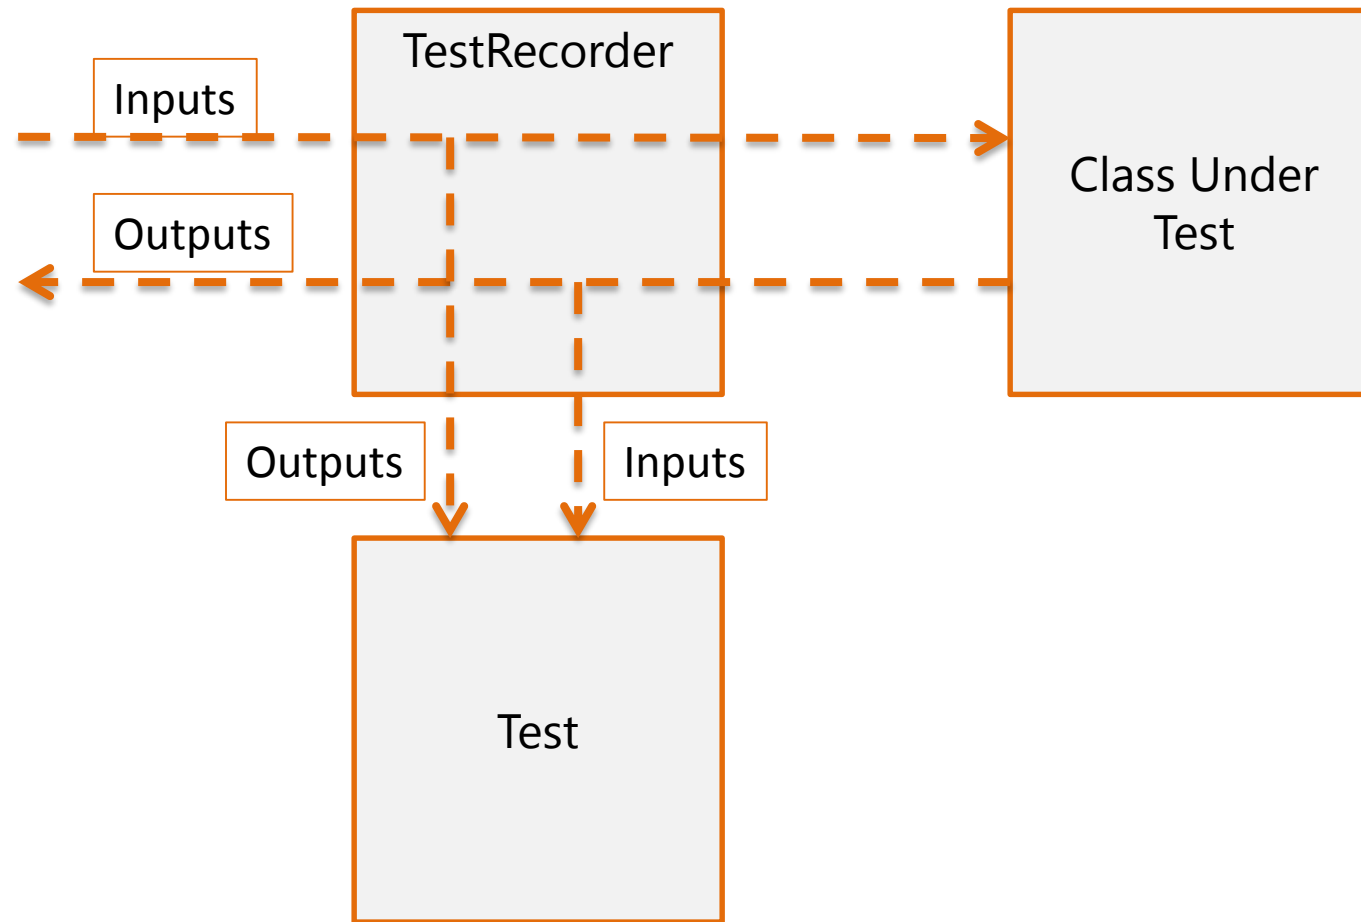 TestRecorder
Inputs
Class Under
Test
Outputs
Outputs
Inputs
Test